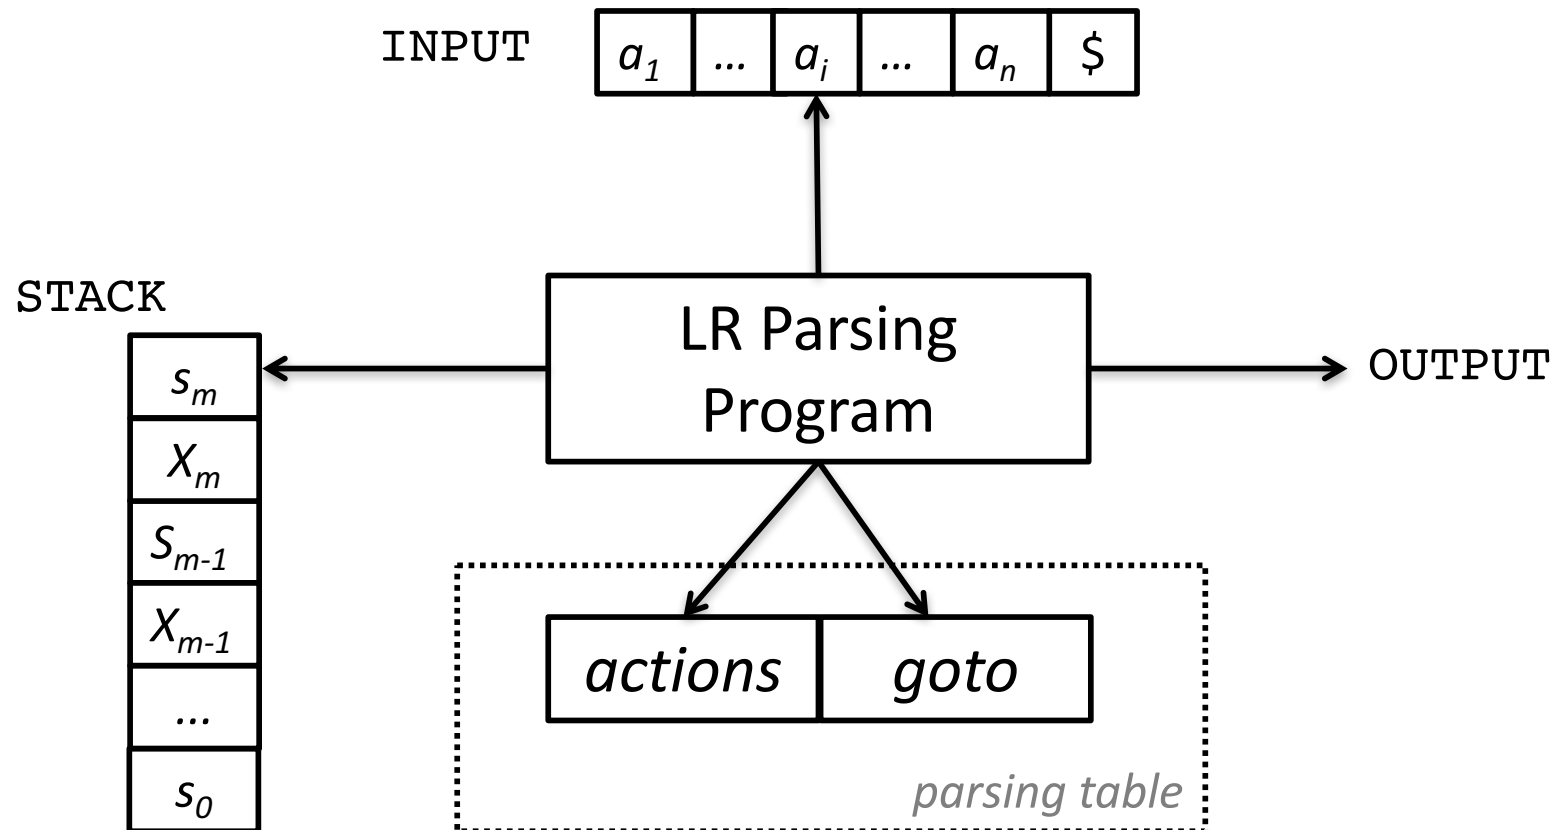 INPUT a₁ … aᵢ … aₙ $
STACK
LR Parsing
Program
OUTPUT
sₘ
Xₘ
Sₘ₋₁
Xₘ₋₁
...
s₀
actions goto
parsing table